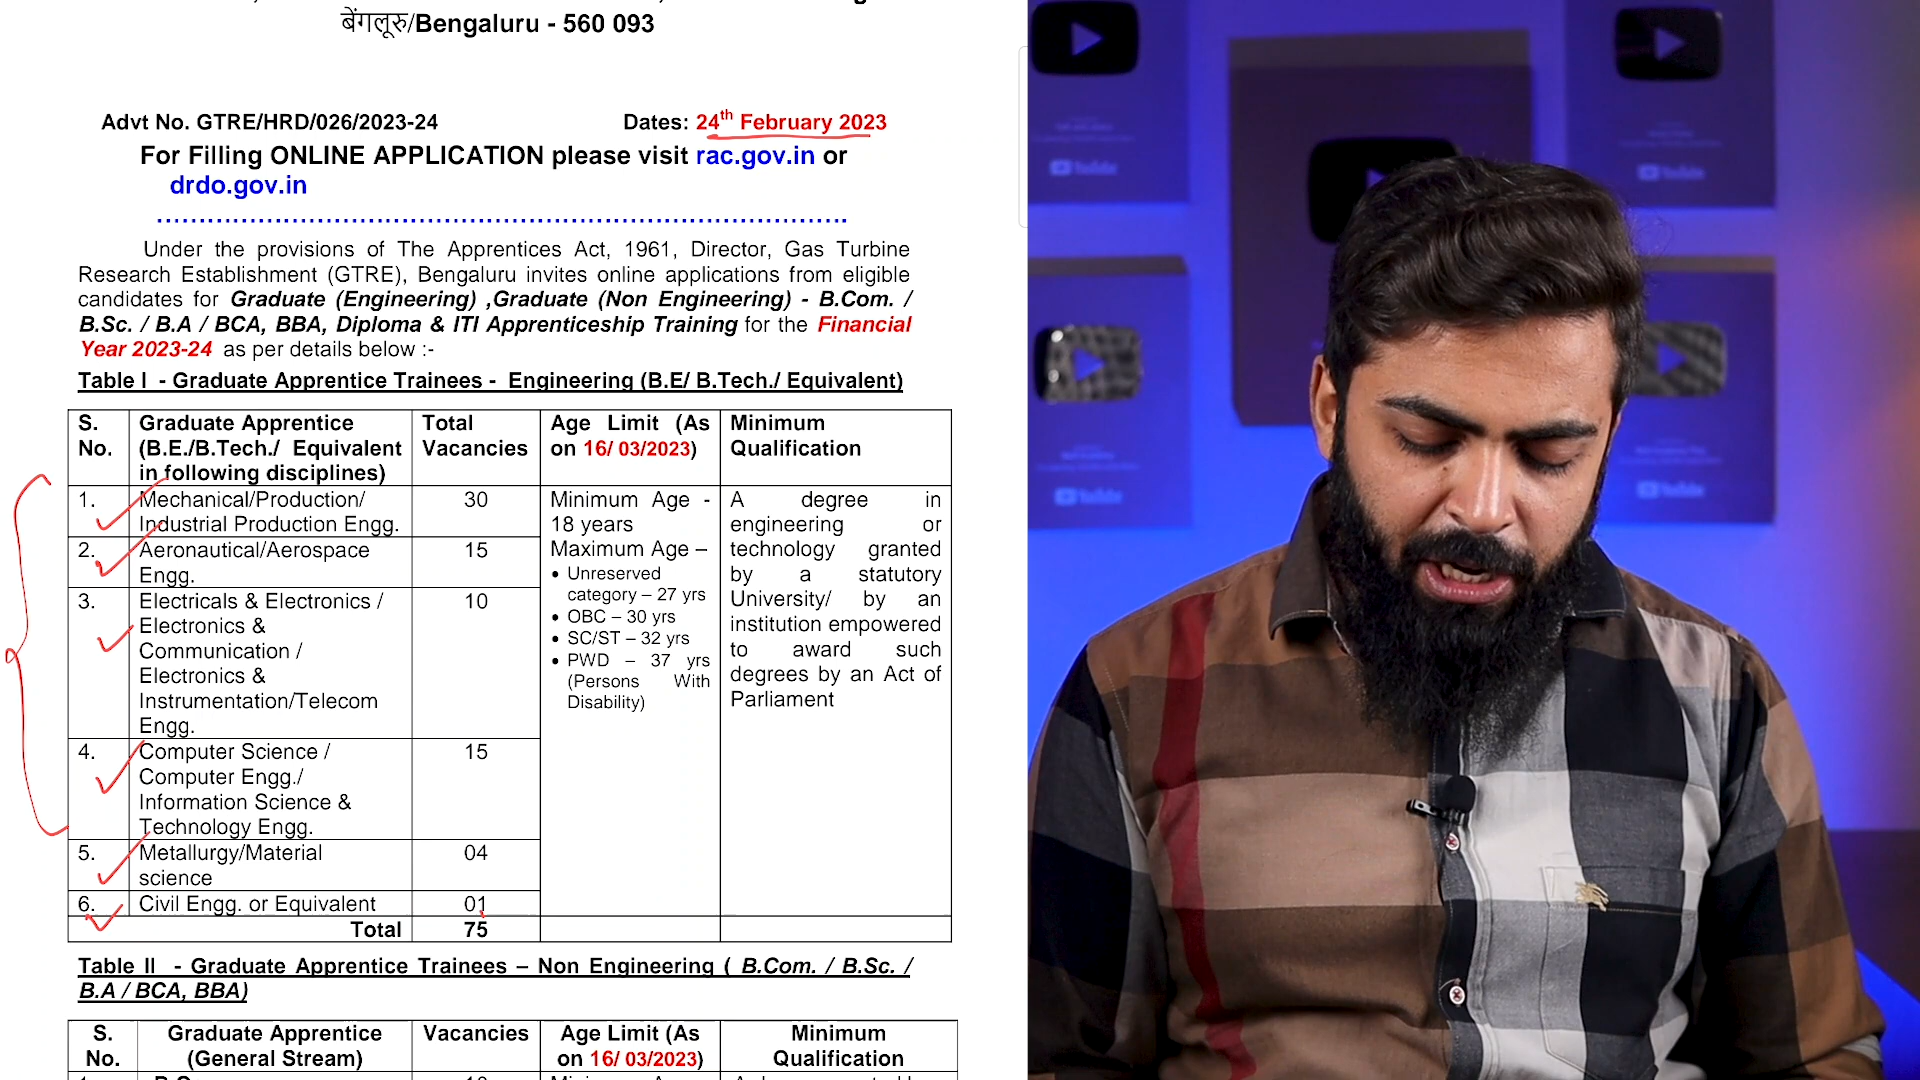 बेंगलूरु/Bengaluru - 560 093
Advt No. GTRE/HRD/026/2023-24 Dates: 24th February 2023
For Filling ONLINE APPLICATION please visit rac.gov.in or
drdo.gov.in
Under the provisions of The Apprentices Act, 1961, Director, Gas Turbine
Research Establishment (GTRE), Bengaluru invites online applications from eligible
candidates for Graduate (Engineering) ,Graduate (Non Engineering) - B.Com. /
B.Sc. / B.A / BCA, BBA, Diploma & ITI Apprenticeship Training for the Financial
Year 2023-24 as per details below :-
Table I - Graduate Apprentice Trainees - Engineering (B.E/ B.Tech./ Equivalent)
S. No.
Graduate Apprentice
(B.E./B.Tech./ Equivalent
in following disciplines)
Total
Vacancies
Age Limit (As
on 16/ 03/2023)
Minimum
Qualification
1. Mechanical/Production/
Industrial Production Engg.
30
2. Aeronautical/Aerospace
Engg.
15
3. Electricals & Electronics /
Electronics &
Communication /
Electronics &
Instrumentation/Telecom
Engg.
10
4. Computer Science /
Computer Engg./
Information Science &
Technology Engg.
15
5. Metallurgy/Material
science
04
6. Civil Engg. or Equivalent 01
Total 75
Minimum Age -
18 years
Maximum Age –
• Unreserved
category – 27 yrs
• OBC – 30 yrs
• SC/ST – 32 yrs
• PWD – 37 yrs
(Persons With
Disability)
A degree in
engineering or
technology granted
by a statutory
University/ by an
institution empowered
to award such
degrees by an Act of
Parliament
Table II - Graduate Apprentice Trainees – Non Engineering ( B.Com. / B.Sc. /
B.A / BCA, BBA)
S. No.
Graduate Apprentice
(General Stream)
Vacancies
Age Limit (As
on 16/ 03/2023)
Minimum
Qualification
YouTube
YouTube
YouTube
YouTube